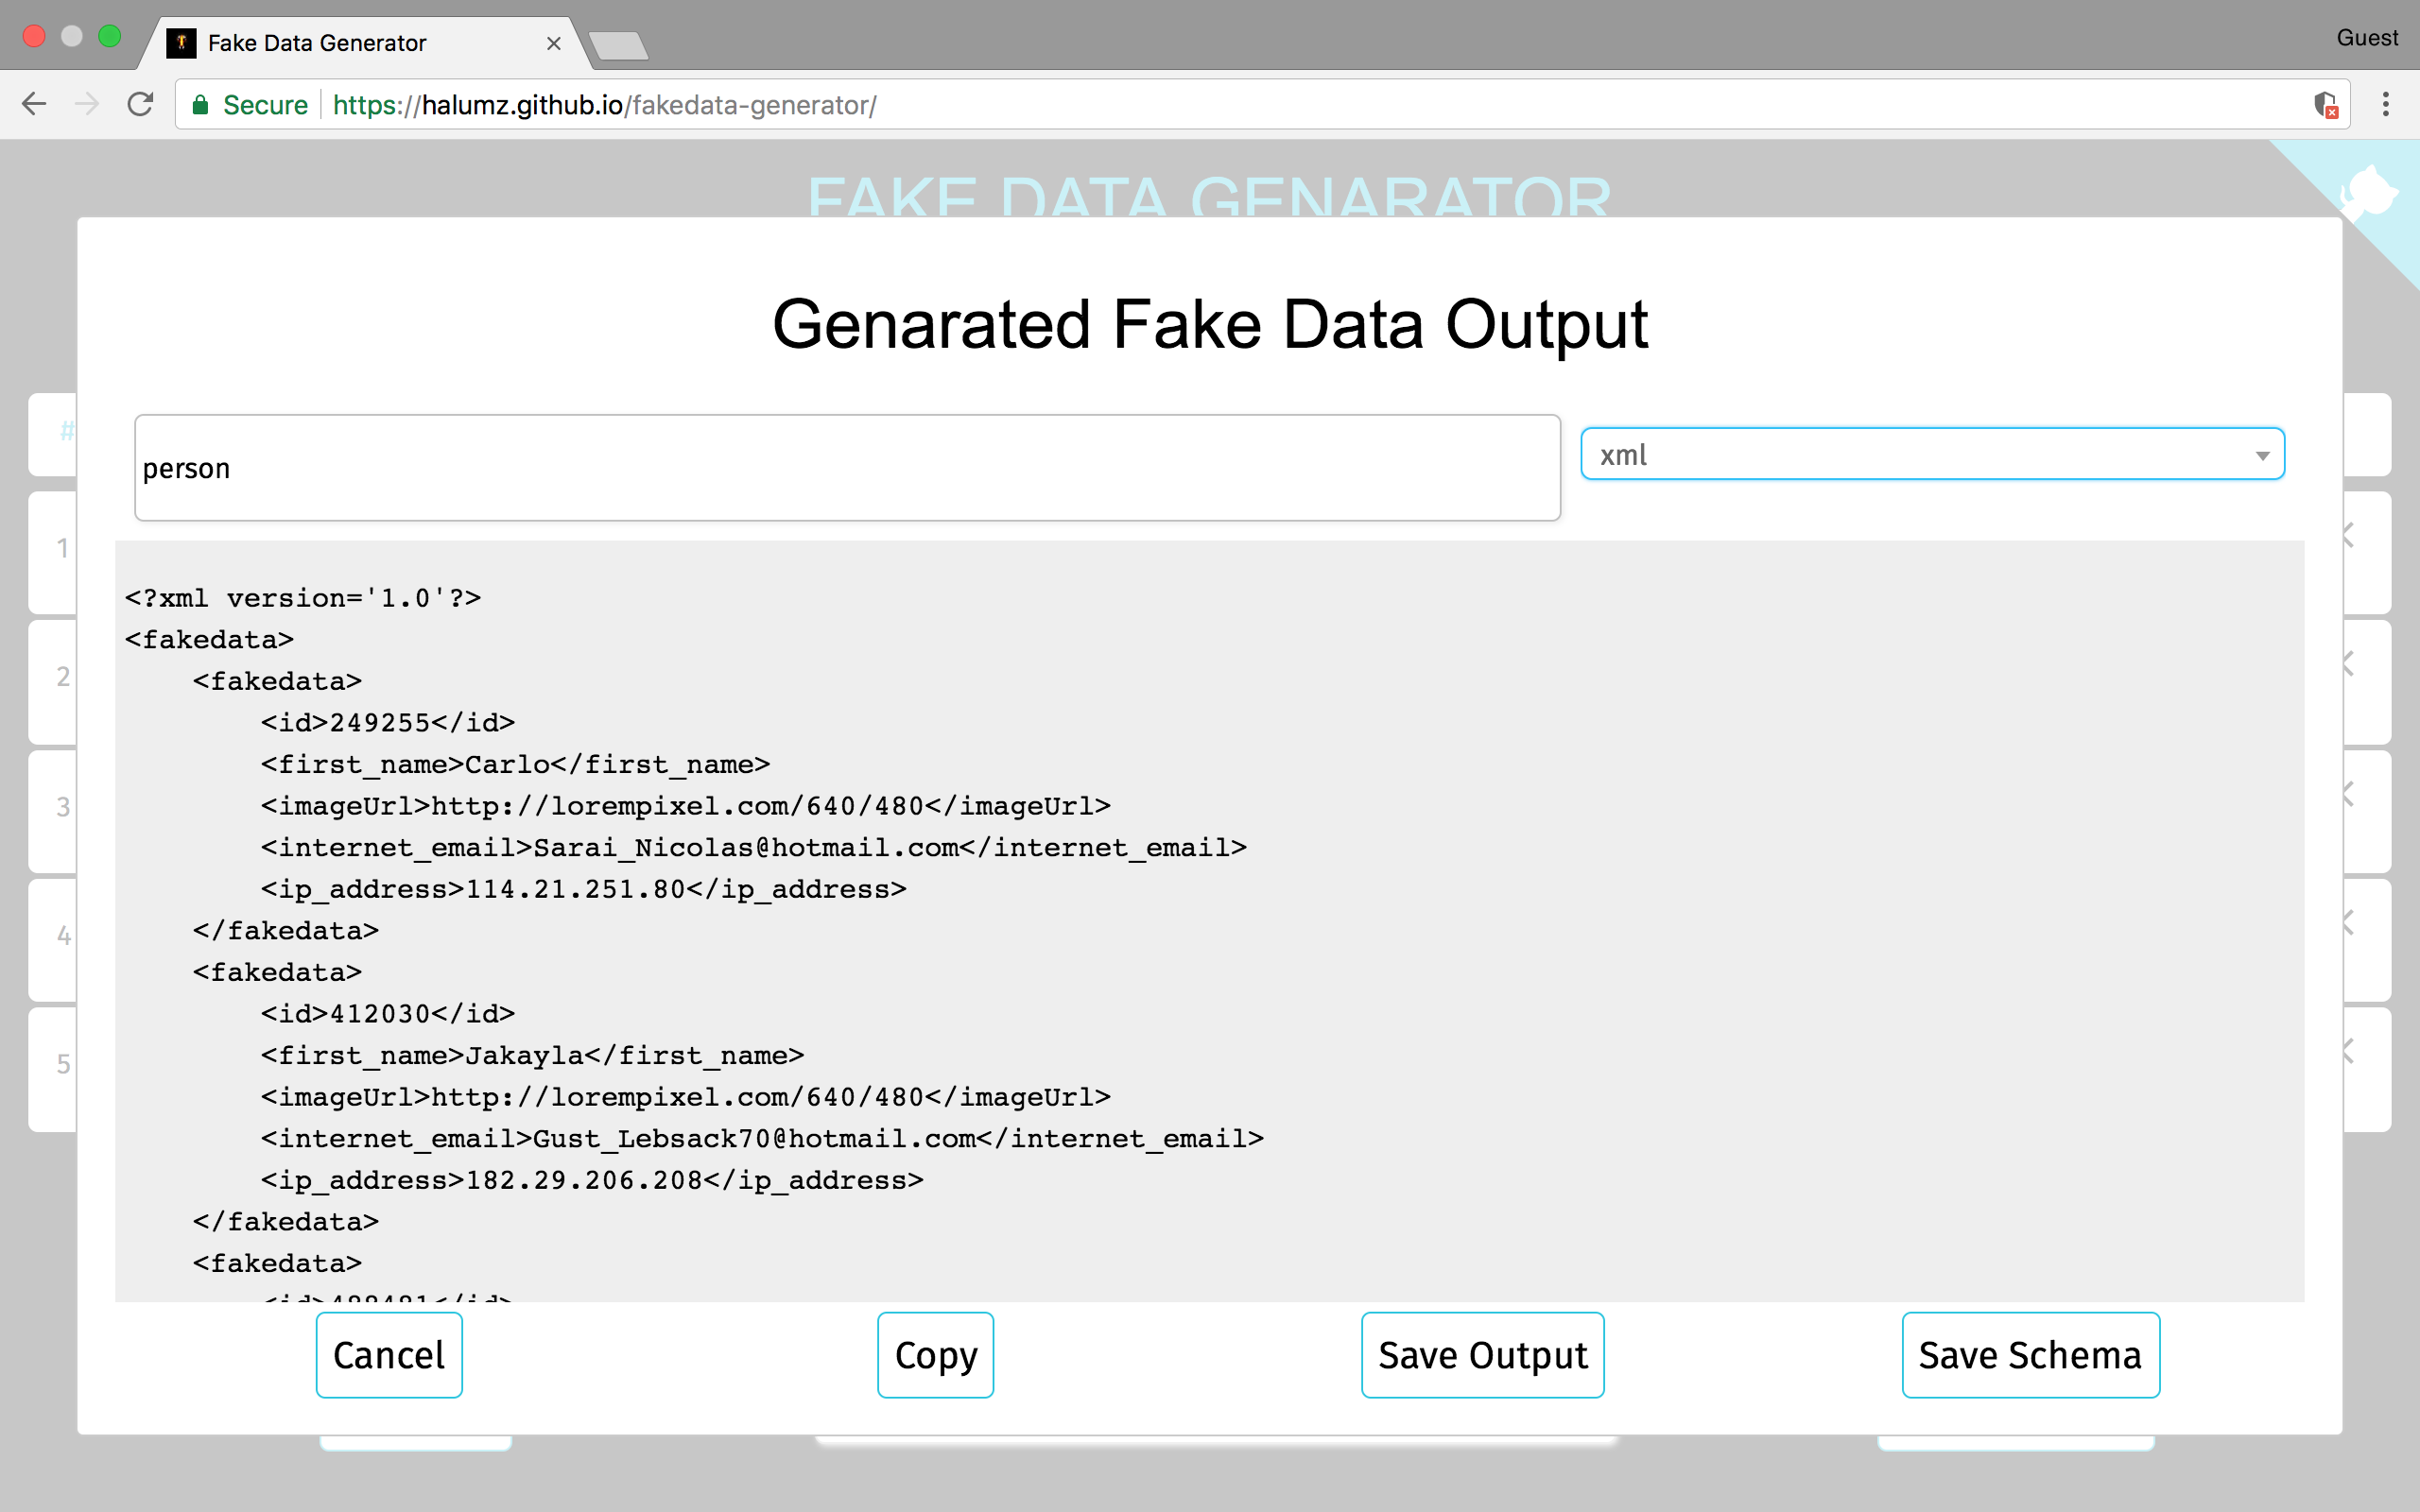 Fake Data Generator
Guest
Secure https://halumz.github.io/fakedata-generator/
FAKE DATA GENARATOR
Genarated Fake Data Output
#
person
xml
1
2
3
4
5
<?xml version='1.0'?>
<fakedata>
<fakedata>
<id>249255</id>
<first_name>Carlo</first_name>
<imageUrl>http://lorempixel.com/640/480</imageUrl>
<internet_email>Sarai_Nicolas@hotmail.com</internet_email>
<ip_address>114.21.251.80</ip_address>
</fakedata>
<fakedata>
<id>412030</id>
<first_name>Jakayla</first_name>
<imageUrl>http://lorempixel.com/640/480</imageUrl>
<internet_email>Gust_Lebsack70@hotmail.com</internet_email>
<ip_address>182.29.206.208</ip_address>
</fakedata>
<fakedata>
Cancel
Copy
Save Output
Save Schema